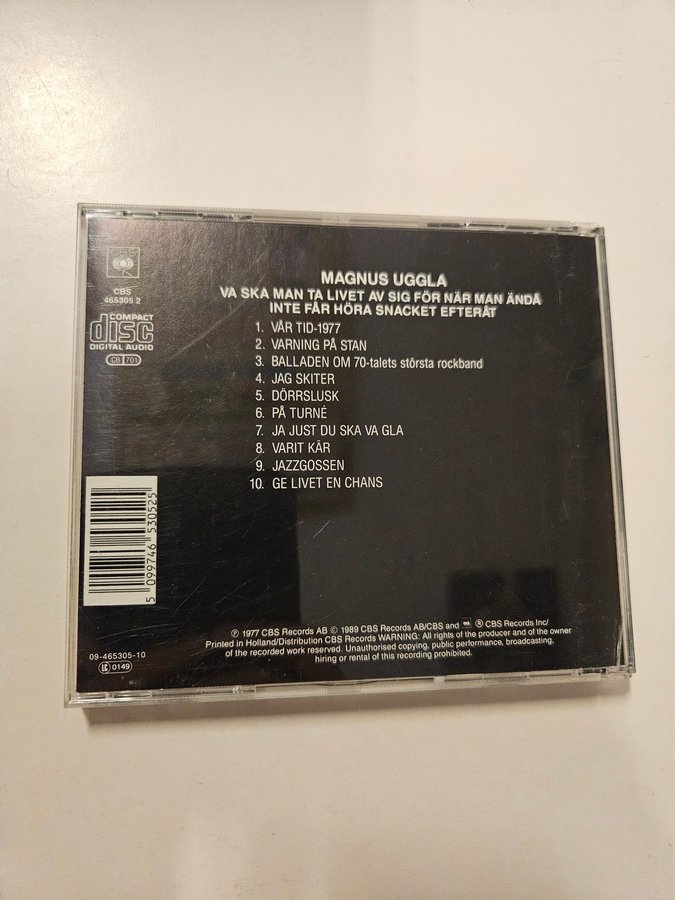 CBS
465305 2
COMPACT
disc
DIGITAL AUDIO
CB 701
MAGNUS UGGLA
VA SKA MAN TA LIVET AV SIG FÖR NÄR MAN ÄNDÅ
INTE FÅR HÖRA SNACKET EFTERÅT
1. VÅR TID-1977
2. VARNING PÅ STAN
3. BALLADEN OM 70-talets största rockband
4. JAG SKITER
5. DÖRRSLUSK
6. PÅ TURNÉ
7. JA JUST DU SKA VA GLA
8. VARIT KÄR
9. JAZZGOSSEN
10. GE LIVET EN CHANS
5 099746 530525
℗ 1977 CBS Records AB © 1989 CBS Records AB/CBS and ® CBS Records Inc/
Printed in Holland/Distribution CBS Records WARNING: All rights of the producer and of the owner
of the recorded work reserved. Unauthorised copying, public performance, broadcasting,
hiring or rental of this recording prohibited.
09-465305-10
LC 0149